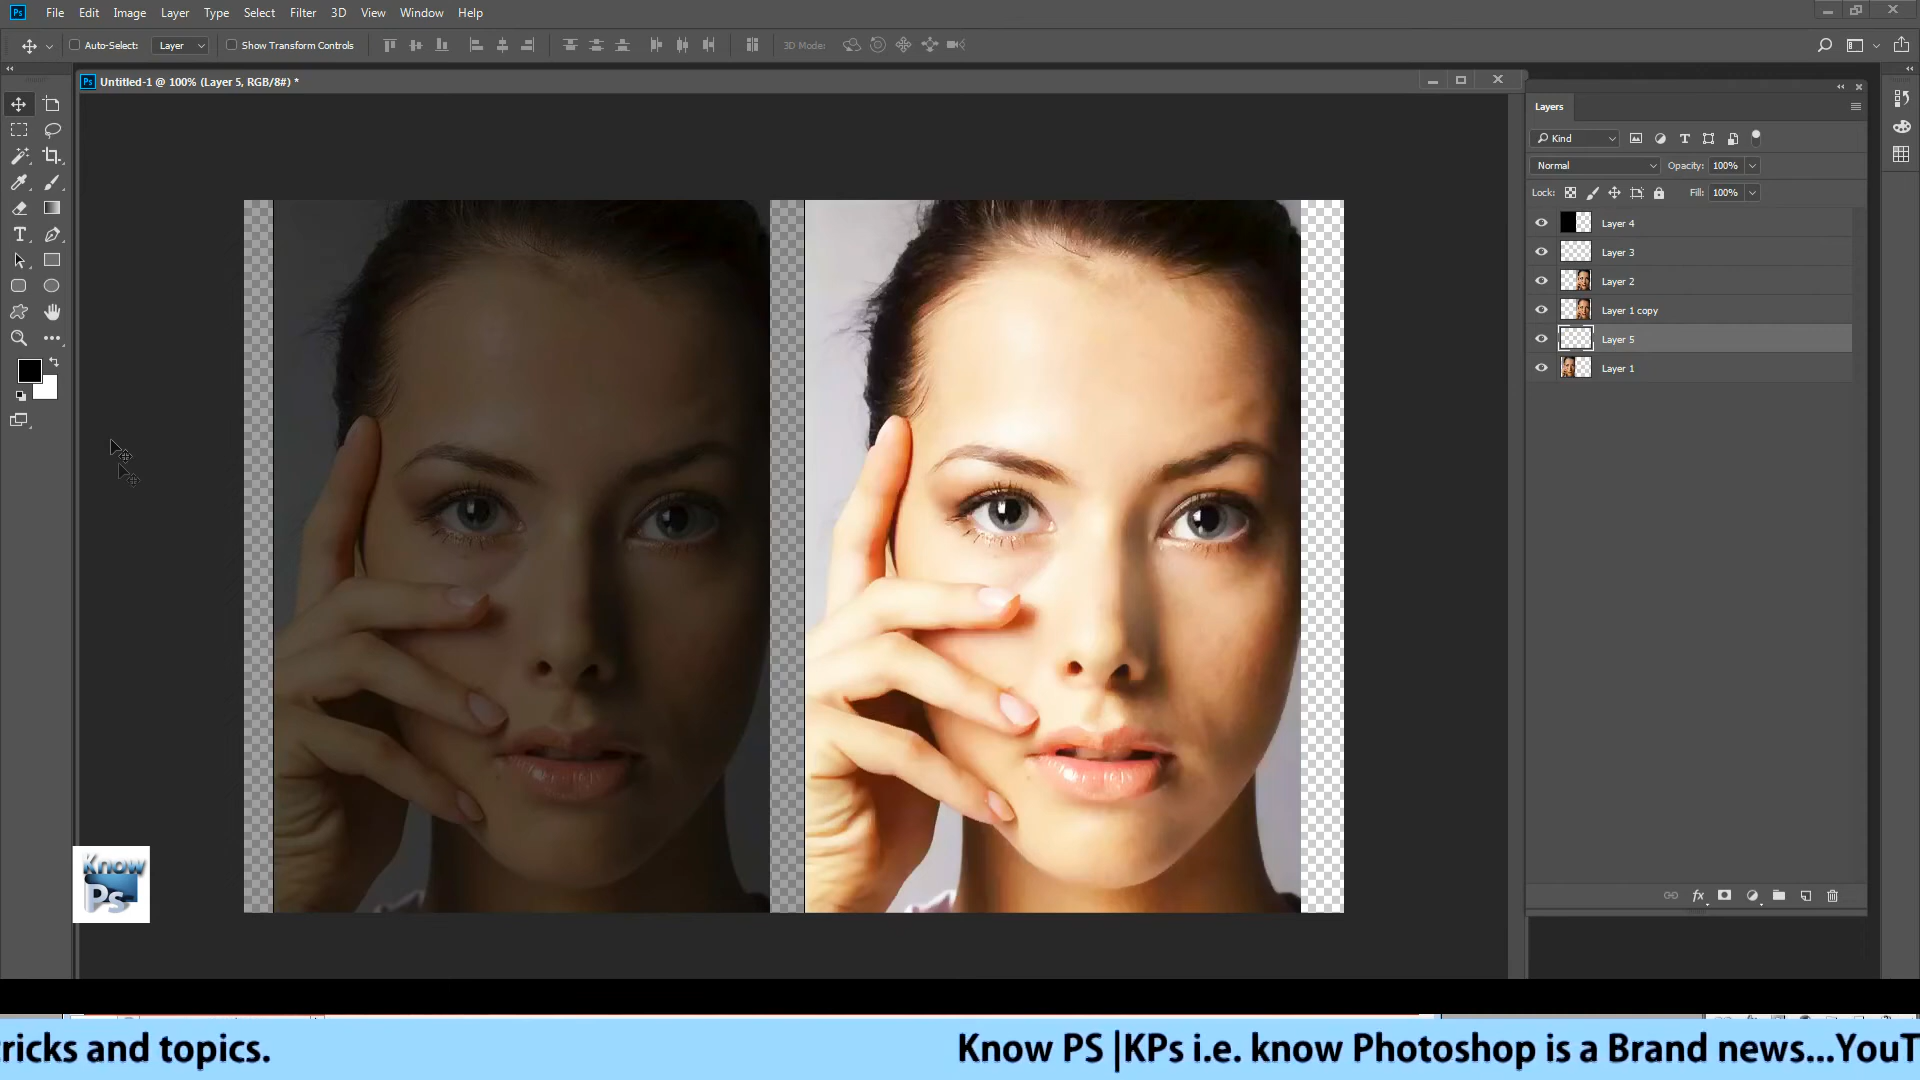 Ps File Edit Image Layer Type Select Filter 3D View Window Help
Auto-Select: Layer Show Transform Controls 3D Mode:
Ps Untitled-1 @ 100% (Layer 5, RGB/8#) *
Layers
Kind
Normal Opacity: 100%
Lock: Fill: 100%
Layer 4
Layer 3
Layer 2
Layer 1 copy
Layer 5
Layer 1
fx
Know
Ps
ricks and topics. Know PS |KPs i.e. know Photoshop is a Brand news...YouT